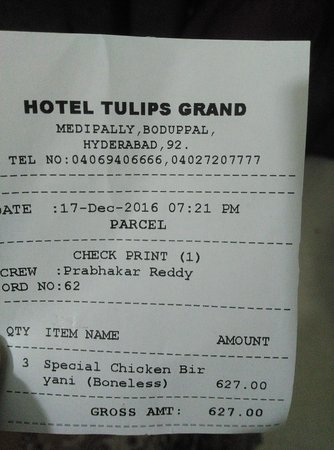 HOTEL TULIPS GRAND
MEDIPALLY,BODUPPAL,
HYDERABAD,92.
TEL NO:04069406666,04027207777
DATE :17-Dec-2016 07:21 PM
PARCEL
CHECK PRINT (1)
CREW :Prabhakar Reddy
ORD NO:62
QTY ITEM NAME AMOUNT
3 Special Chicken Bir
yani (Boneless) 627.00
GROSS AMT: 627.00